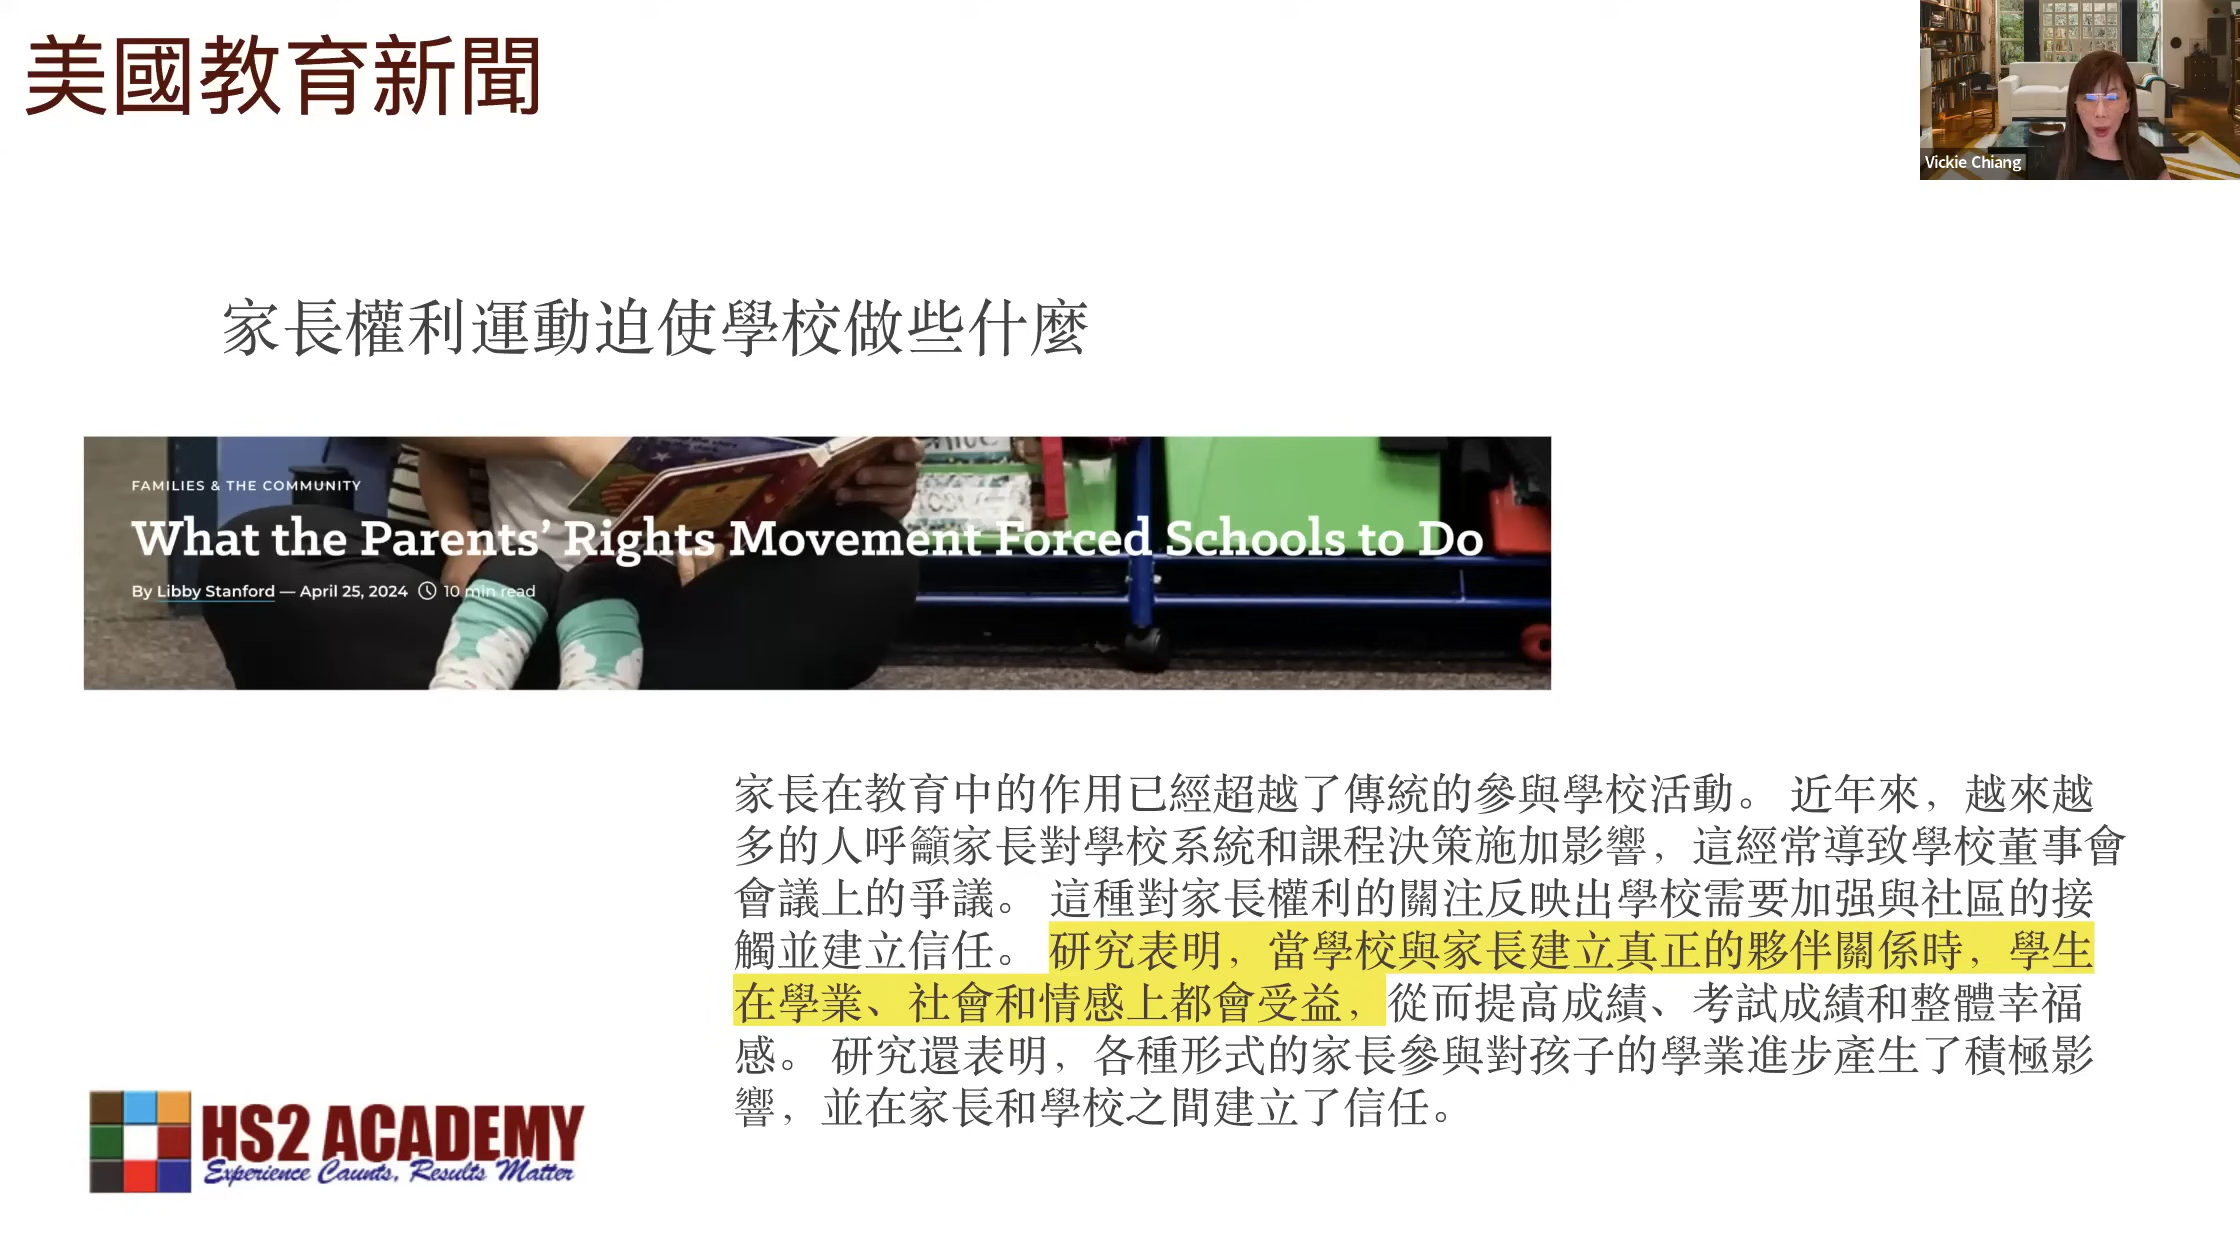 美國教育新聞
Vickie Chiang
家長權利運動迫使學校做些什麼
FAMILIES & THE COMMUNITY
What the Parents’ Rights Movement Forced Schools to Do
By Libby Stanford — April 25, 2024 10 min read
家長在教育中的作用已經超越了傳統的參與學校活動。 近年來，越來越
多的人呼籲家長對學校系統和課程決策施加影響，這經常導致學校董事會
會議上的爭議。 這種對家長權利的關注反映出學校需要加强與社區的接
觸並建立信任。 研究表明，當學校與家長建立真正的夥伴關係時，學生
在學業、社會和情感上都會受益，從而提高成績、考試成績和整體幸福
感。 研究還表明，各種形式的家長參與對孩子的學業進步產生了積極影
響，並在家長和學校之間建立了信任。
HS2 ACADEMY
Experience Counts, Results Matter